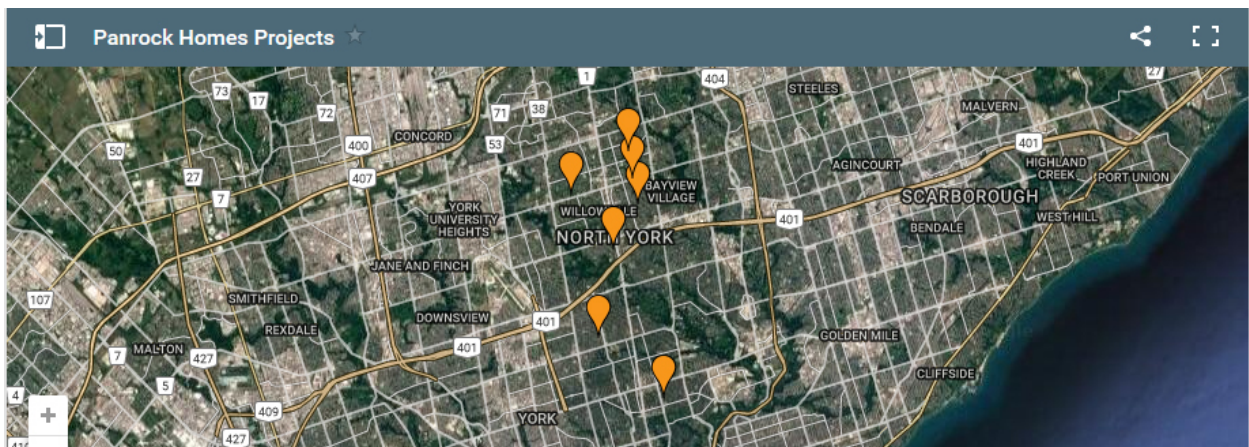 Panrock Homes Projects
73
17
72
71
38
1
404
STEELES
27
MALVERN
50
400
CONCORD
53
401
27
407
AGINCOURT
HIGHLAND
CREEK
PORT UNION
7
YORK
UNIVERSITY
HEIGHTS
BAYVIEW
VILLAGE
SCARBOROUGH
401
WEST HILL
BENDALE
NORTH YORK
JANE AND FINCH
107
SMITHFIELD
REXDALE
DOWNSVIEW
401
401
GOLDEN MILE
7
MALTON
427
CLIFFSIDE
5
4
409
YORK
427
+